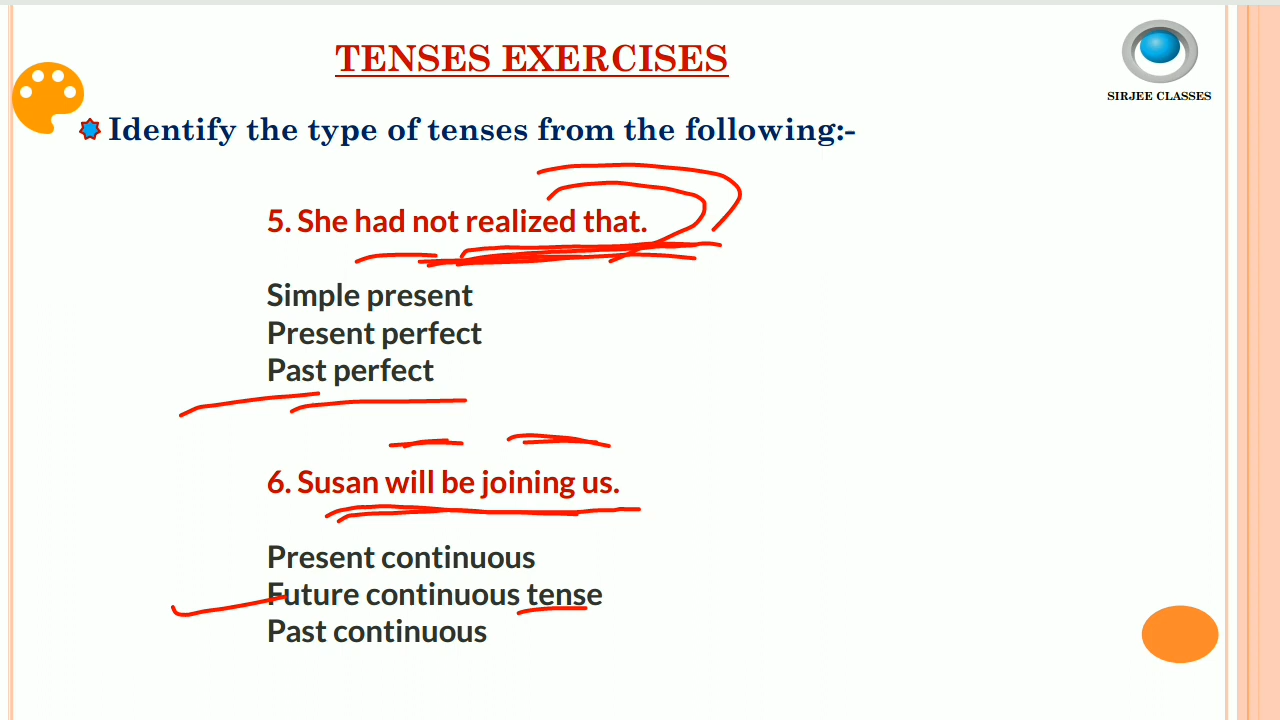 TENSES EXERCISES
SIRJEE CLASSES
Identify the type of tenses from the following:-
5. She had not realized that.
Simple present
Present perfect
Past perfect
6. Susan will be joining us.
Present continuous
Future continuous tense
Past continuous